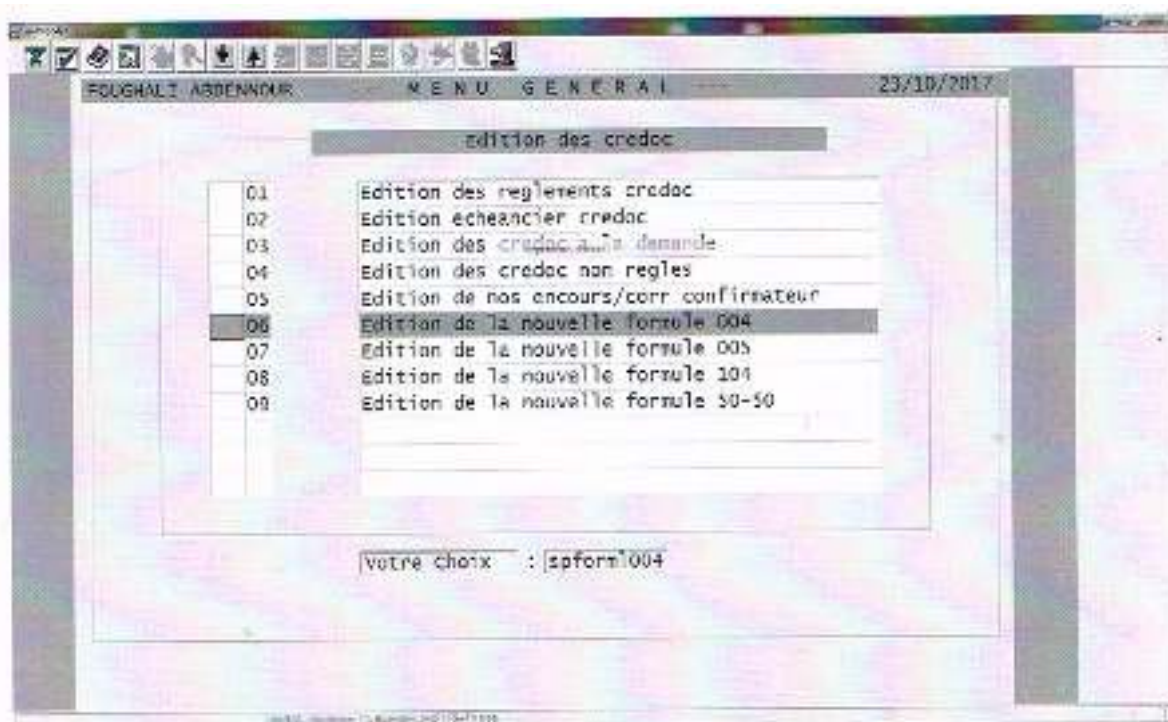 FOUGHALI ABDENNOUR --- MENU GENERAL --- 23/10/2017
Edition des credoc
01 Edition des reglements credoc
02 Edition echeancier credoc
03 Edition des credoc a la demande
04 Edition des credoc non regles
05 Edition de nos encours/corr confirmateur
06 Edition de la nouvelle formule 004
07 Edition de la nouvelle formule 005
08 Edition de la nouvelle formule 104
09 Edition de la nouvelle formule 50-50
Votre choix : spforml004